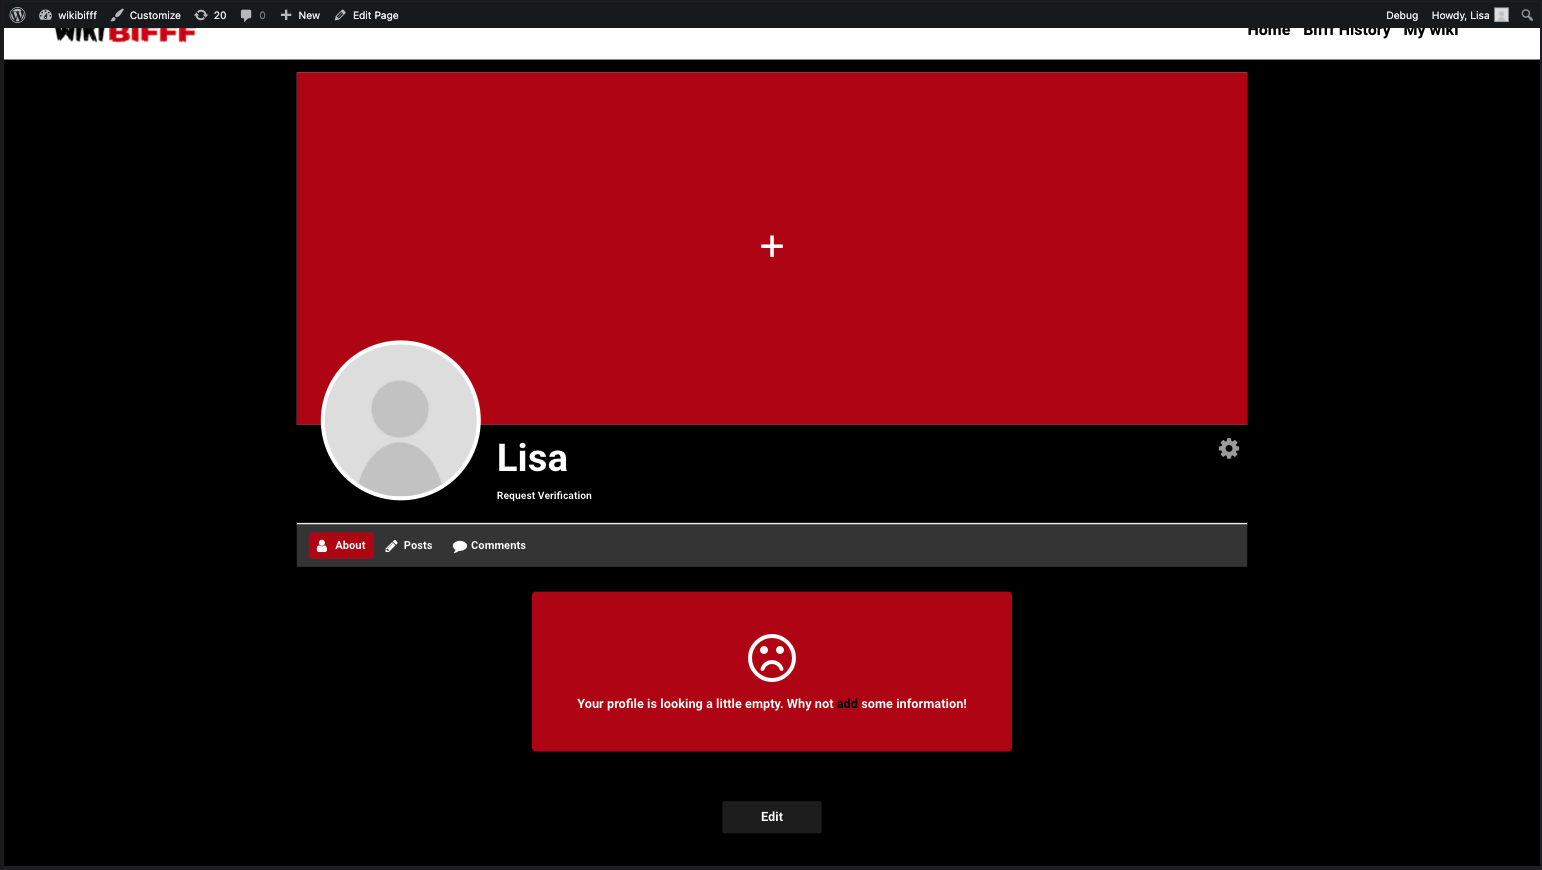 wikibifff Customize 20 0 New Edit Page Debug Howdy, Lisa
WIKI BIFFF Home Bifff History My wiki
+
Lisa
Request Verification
About Posts Comments
Your profile is looking a little empty. Why not add some information!
Edit